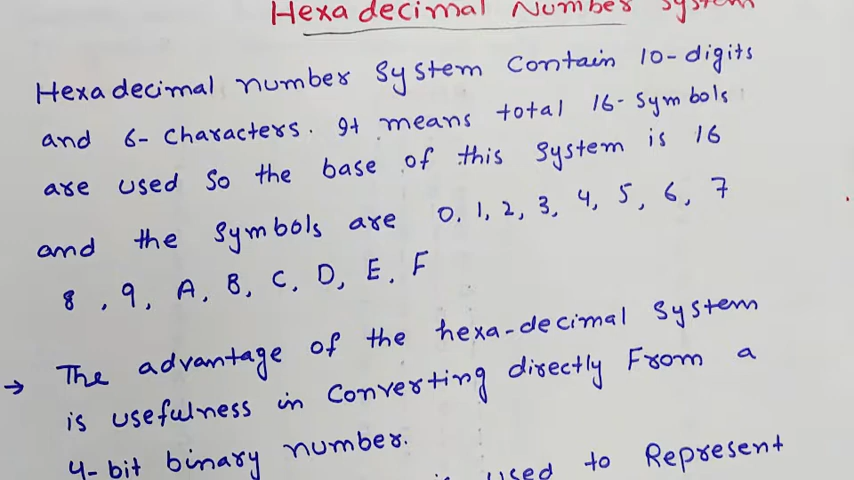 Hexadecimal Number System
Hexadecimal number system contain 10-digits
and 6-characters. It means total 16-symbols
are used so the base of this system is 16
and the symbols are 0, 1, 2, 3, 4, 5, 6, 7
8, 9, A, B, C, D, E, F
→ The advantage of the hexa-decimal system
is usefulness in converting directly From a
4-bit binary number.
is used to Represent